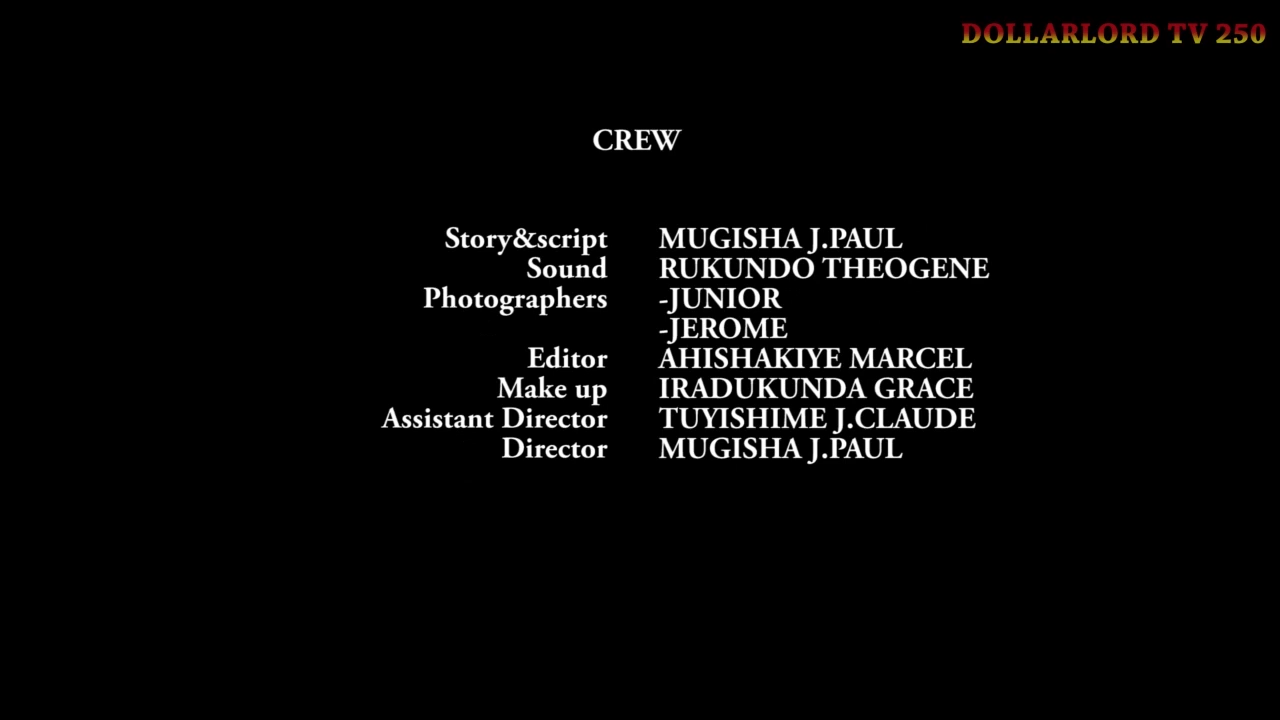 DOLLARLORD TV 250
CREW
Story&script MUGISHA J.PAUL
Sound RUKUNDO THEOGENE
Photographers -JUNIOR
-JEROME
Editor AHISHAKIYE MARCEL
Make up IRADUKUNDA GRACE
Assistant Director TUYISHIME J.CLAUDE
Director MUGISHA J.PAUL